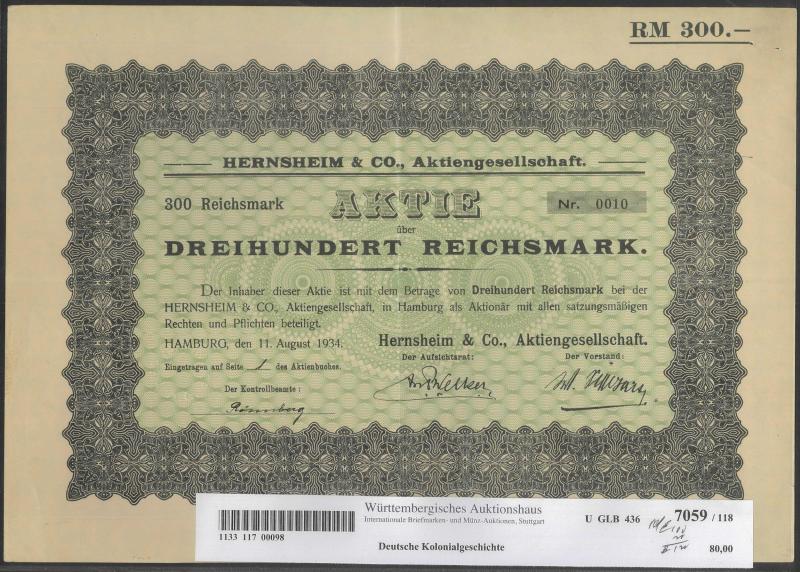 RM 300.—
HERNSHEIM & CO., Aktiengesellschaft.
300 Reichsmark AKTIE Nr. 0010
über
DREIHUNDERT REICHSMARK.
Der Inhaber dieser Aktie ist mit dem Betrage von Dreihundert Reichsmark bei der
HERNSHEIM & CO., Aktiengesellschaft, in Hamburg als Aktionär mit allen satzungsmäßigen
Rechten und Pflichten beteiligt.
HAMBURG, den 11. August 1934.
Hernsheim & Co., Aktiengesellschaft.
Der Aufsichtsrat: Der Vorstand:
Eingetragen auf Seite 1 des Aktienbuches.
Der Kontrollbeamte:
Württembergisches Auktionshaus
Internationale Briefmarken- und Münz-Auktionen, Stuttgart
U GLB 436 7059 / 118
1133 117 00098
Deutsche Kolonialgeschichte 80,00